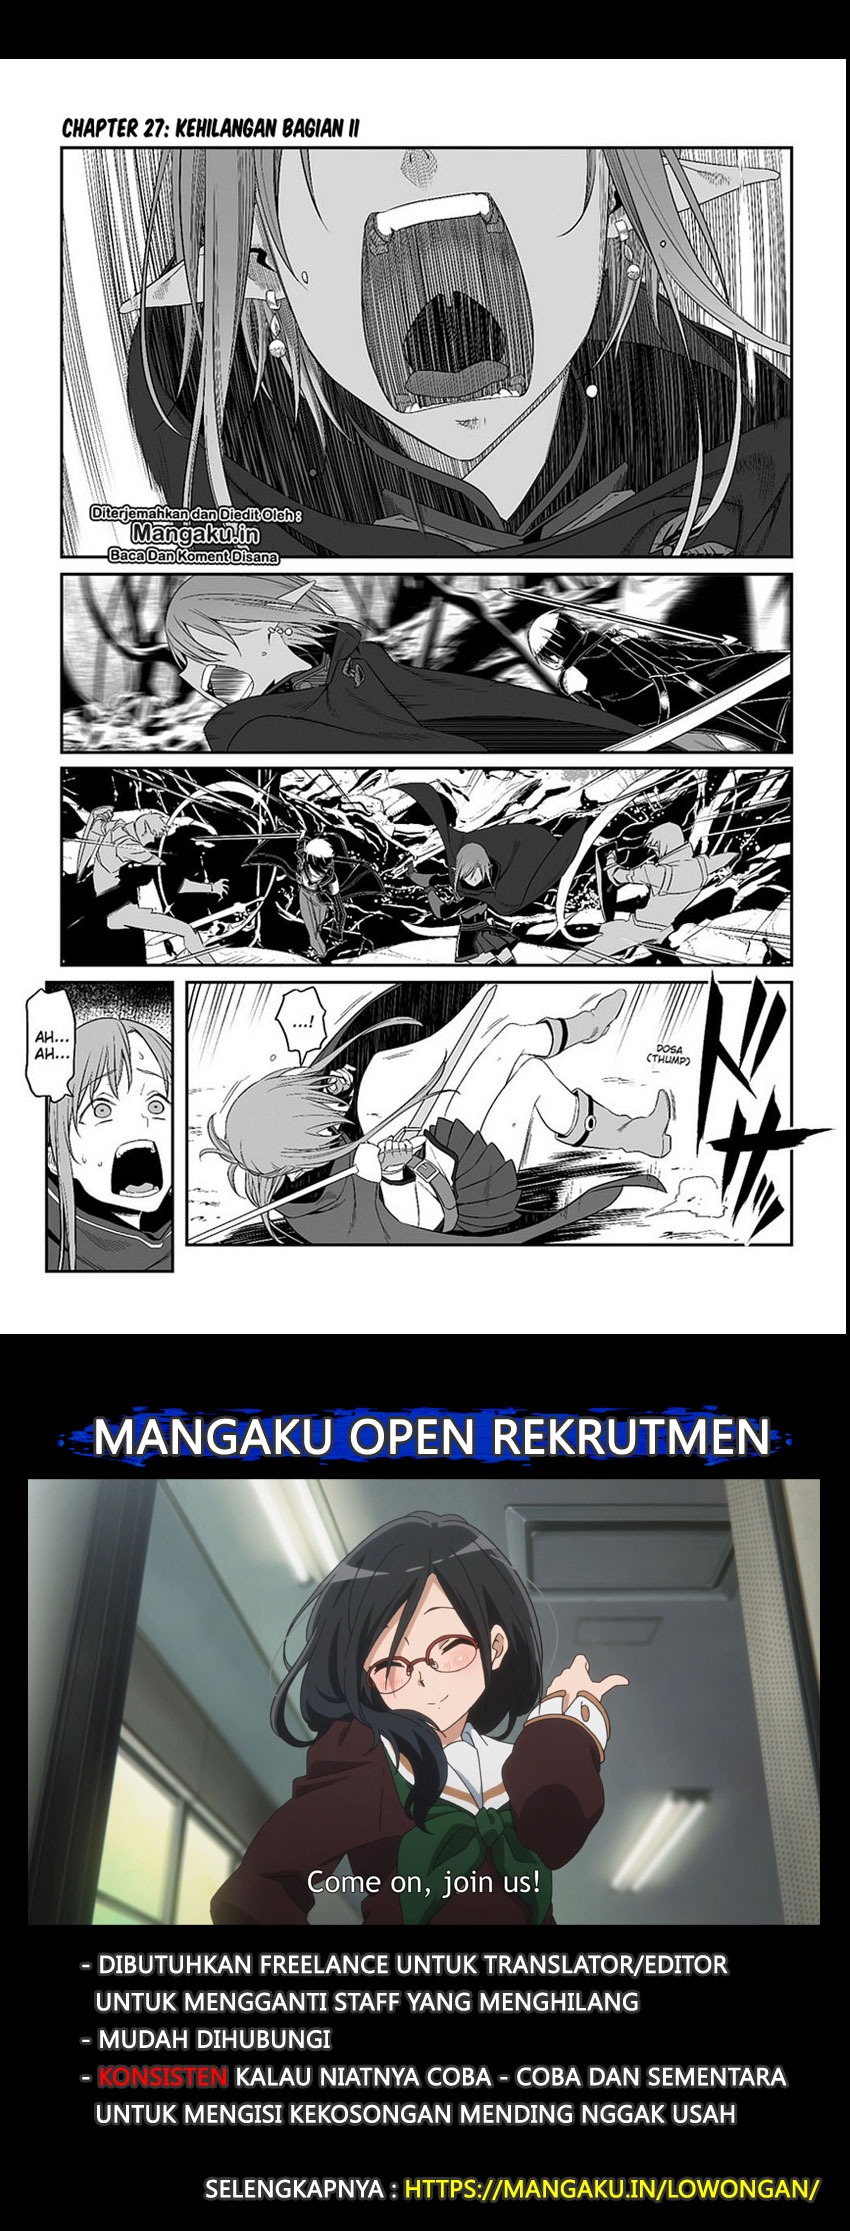 CHAPTER 27: KEHILANGAN BAGIAN II
Diterjemahkan dan Diedit Oleh :
Mangaku.in
Baca Dan Koment Disana
...!
DOSA
(THUMP)
ドサ
AH...
AH...
MANGAKU OPEN REKRUTMEN
Come on, join us!
- DIBUTUHKAN FREELANCE UNTUK TRANSLATOR/EDITOR
UNTUK MENGGANTI STAFF YANG MENGHILANG
- MUDAH DIHUBUNGI
- KONSISTEN KALAU NIATNYA COBA - COBA DAN SEMENTARA
UNTUK MENGISI KEKOSONGAN MENDING NGGAK USAH
SELENGKAPNYA : HTTPS://MANGAKU.IN/LOWONGAN/